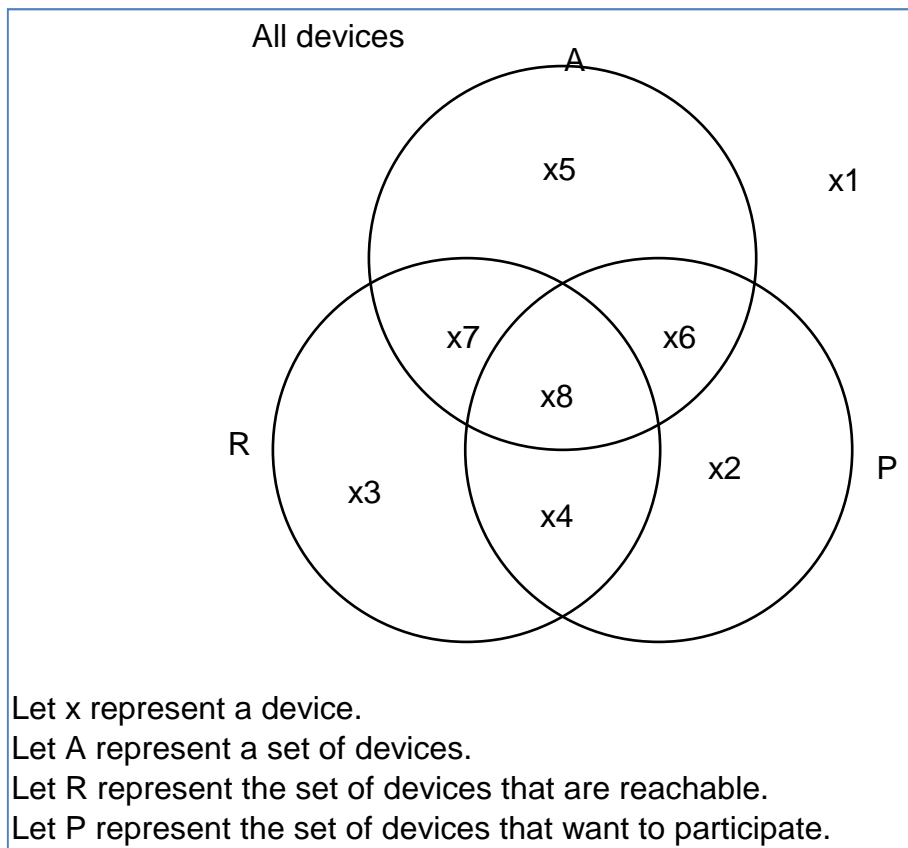 All devices
A
x5
x1
x7
x6
x8
R
x2
P
x3
x4
Let x represent a device.
Let A represent a set of devices.
Let R represent the set of devices that are reachable.
Let P represent the set of devices that want to participate.